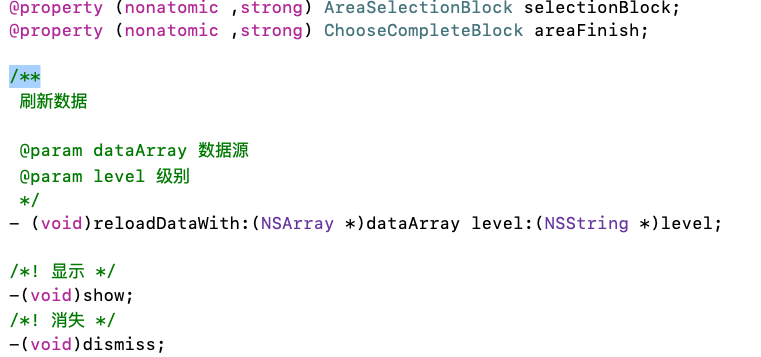 @property (nonatomic ,strong) AreaSelectionBlock selectionBlock;
@property (nonatomic ,strong) ChooseCompleteBlock areaFinish;
/**
刷新数据
@param dataArray 数据源
@param level 级别
*/
- (void)reloadDataWith:(NSArray *)dataArray level:(NSString *)level;
/*! 显示 */
-(void)show;
/*! 消失 */
-(void)dismiss;